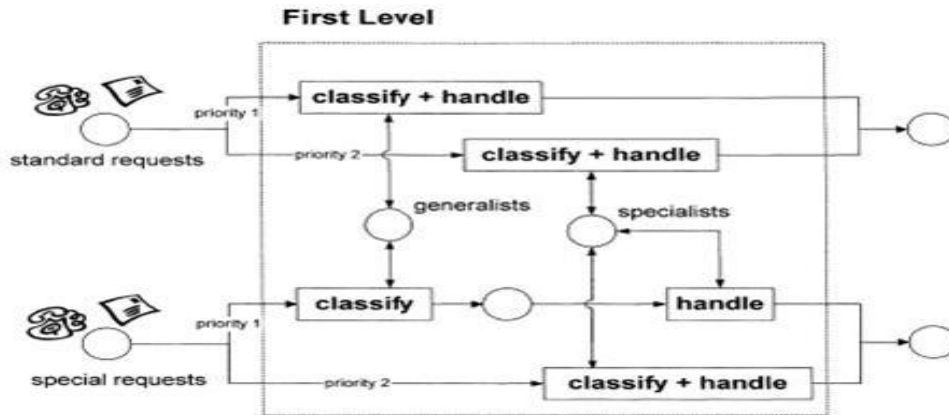 First Level
classify + handle
priority 1
standard requests
priority 2
classify + handle
generalists
specialists
classify
handle
priority 1
special requests
priority 2
classify + handle